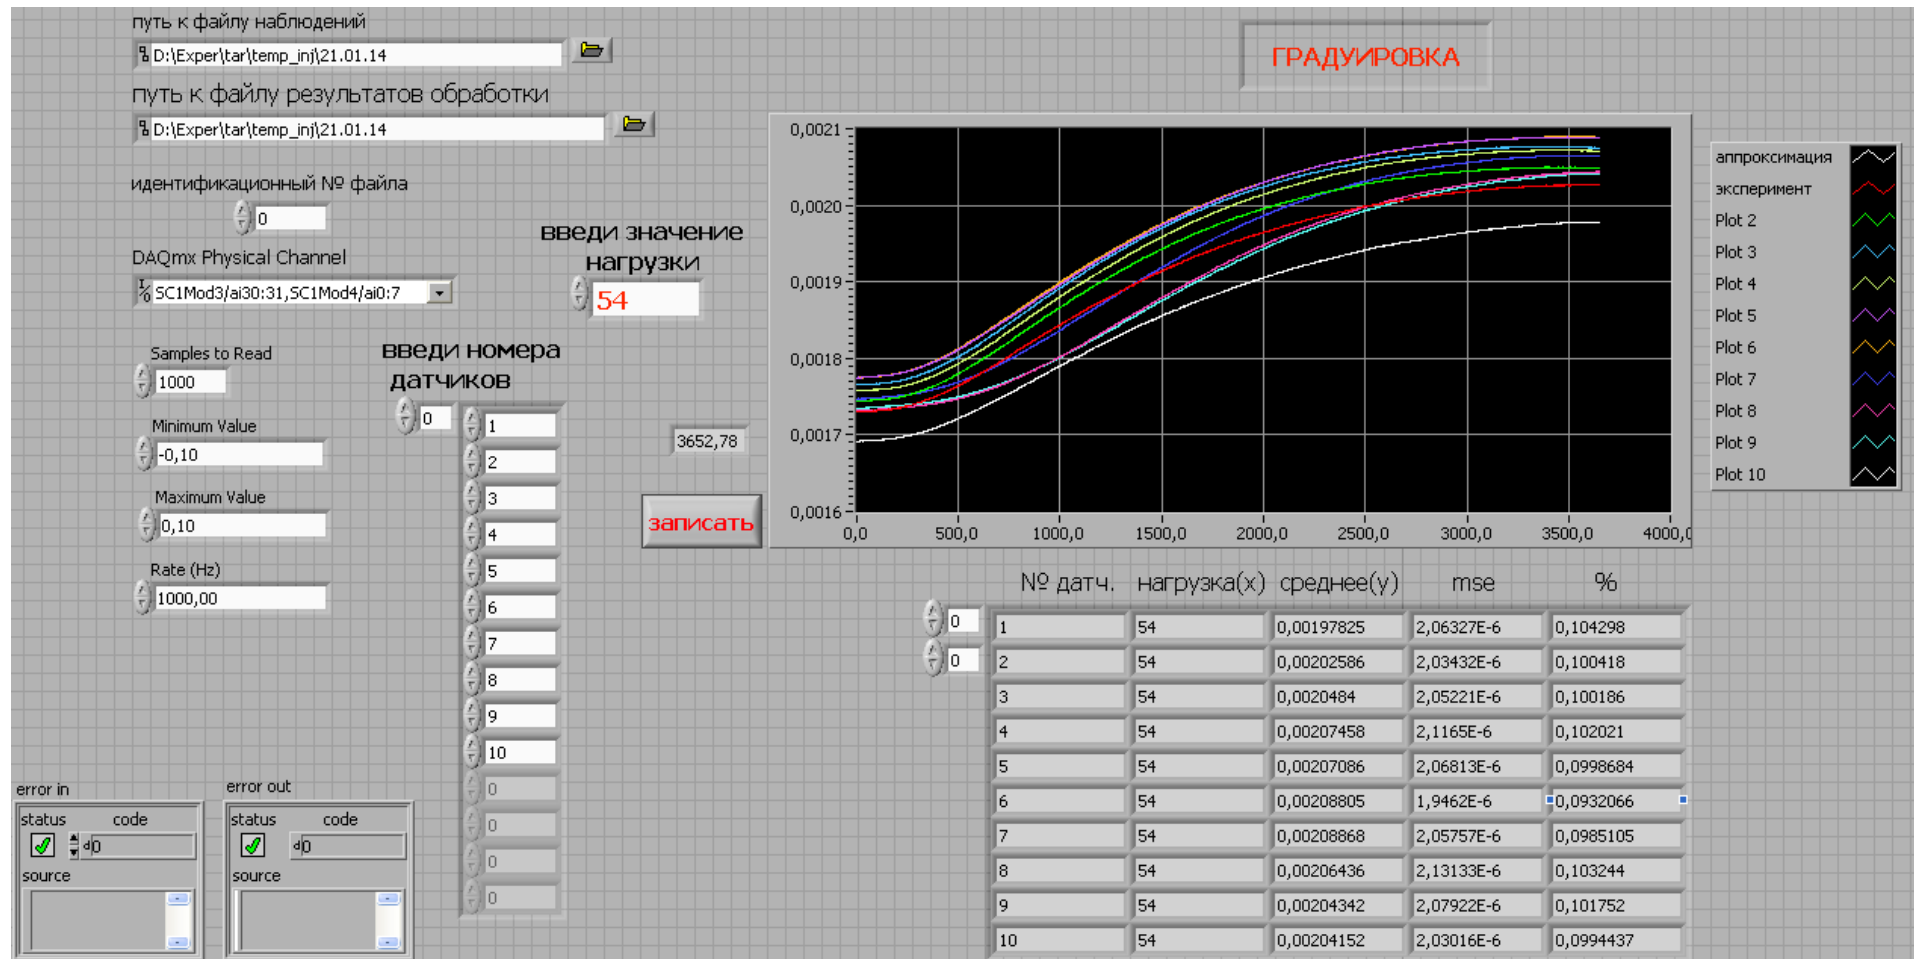 путь к файлу наблюдений
D:\Exper\tar\temp_inj\21.01.14
путь к файлу результатов обработки
D:\Exper\tar\temp_inj\21.01.14
идентификационный № файла
0
DAQmx Physical Channel
SC1Mod3/ai30:31,SC1Mod4/ai0:7
введи значение
нагрузки
54
Samples to Read
1000
Minimum Value
-0,10
Maximum Value
0,10
Rate (Hz)
1000,00
введи номера
датчиков
0
1
2
3
4
5
6
7
8
9
10
0
0
0
0
3652,78
записать
ГРАДУИРОВКА
0,0021
0,0020
0,0019
0,0018
0,0017
0,0016
0,0 500,0 1000,0 1500,0 2000,0 2500,0 3000,0 3500,0 4000,0
аппроксимация
эксперимент
Plot 2
Plot 3
Plot 4
Plot 5
Plot 6
Plot 7
Plot 8
Plot 9
Plot 10
№ датч. нагрузка(x) среднее(y) mse %
0
0
1 54 0,00197825 2,06327E-6 0,104298
2 54 0,00202586 2,03432E-6 0,100418
3 54 0,0020484 2,05221E-6 0,100186
4 54 0,00207458 2,1165E-6 0,102021
5 54 0,00207086 2,06813E-6 0,0998684
6 54 0,00208805 1,9462E-6 0,0932066
7 54 0,00208868 2,05757E-6 0,0985105
8 54 0,00206436 2,13133E-6 0,103244
9 54 0,00204342 2,07922E-6 0,101752
10 54 0,00204152 2,03016E-6 0,0994437
error in
status code
d0
source
error out
status code
d0
source